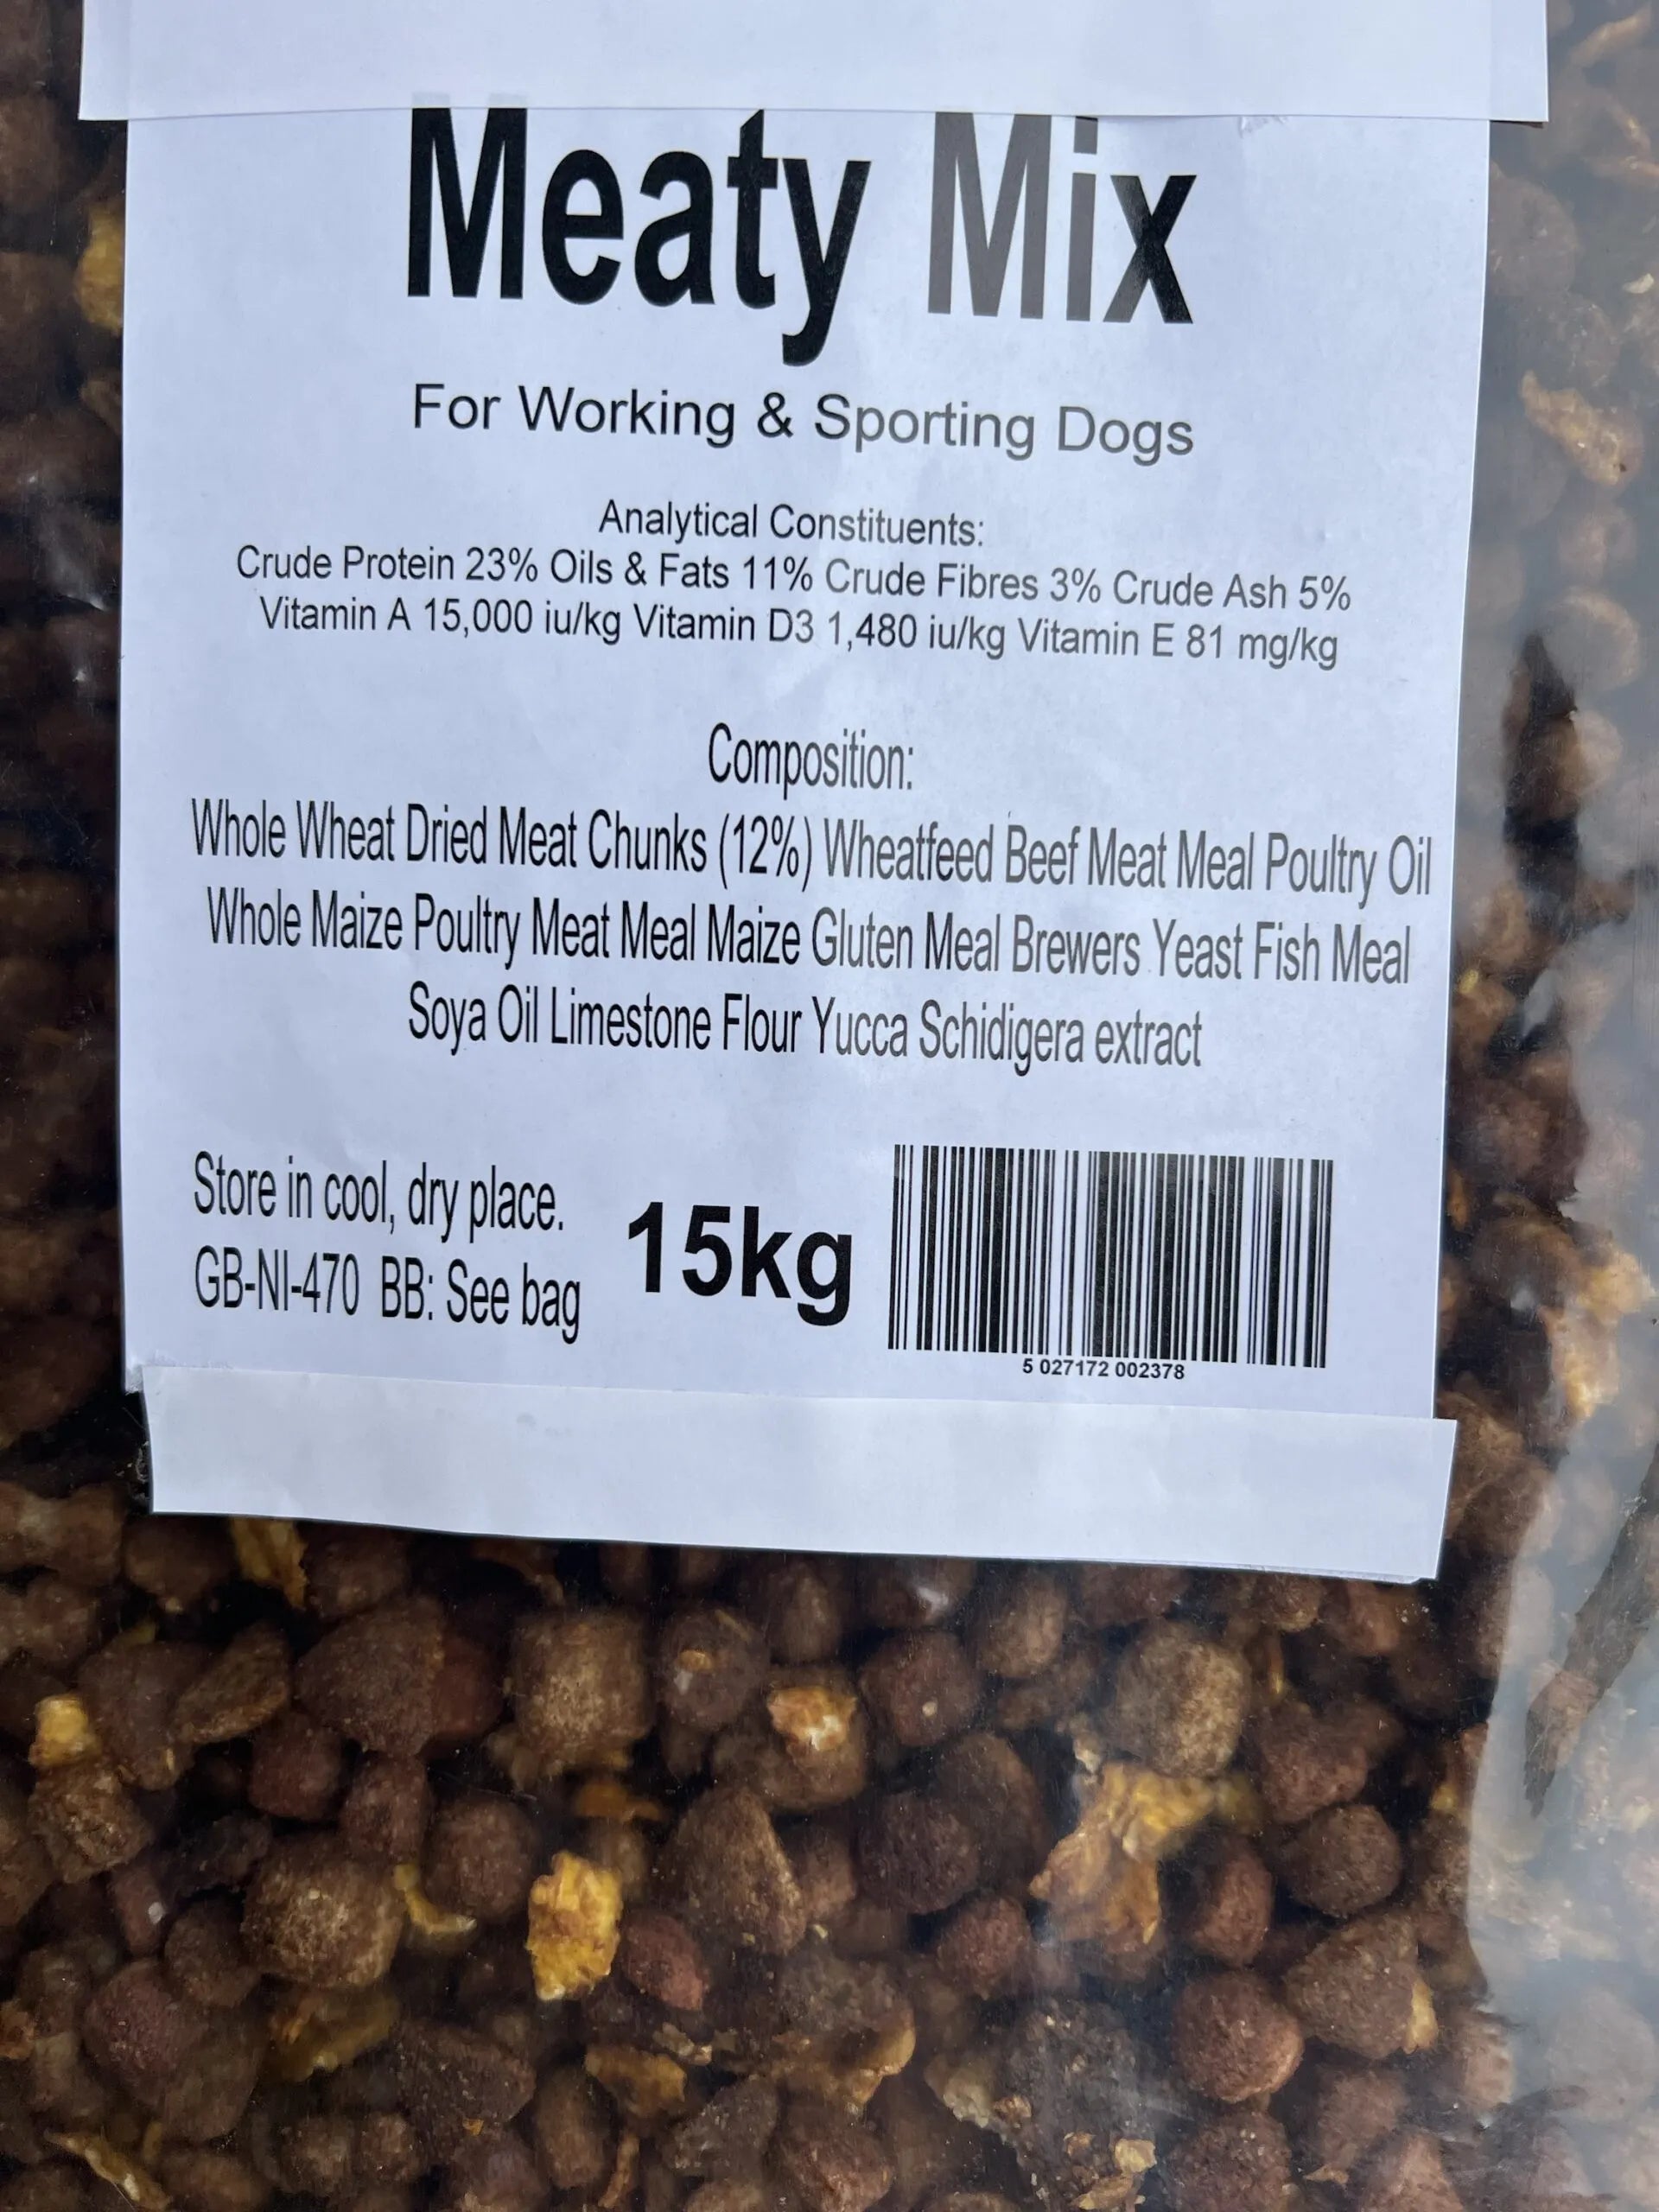 Meaty Mix
For Working & Sporting Dogs
Analytical Constituents:
Crude Protein 23% Oils & Fats 11% Crude Fibres 3% Crude Ash 5%
Vitamin A 15,000 iu/kg Vitamin D3 1,480 iu/kg Vitamin E 81 mg/kg
Composition:
Whole Wheat Dried Meat Chunks (12%) Wheatfeed Beef Meat Meal Poultry Oil
Whole Maize Poultry Meat Meal Maize Gluten Meal Brewers Yeast Fish Meal
Soya Oil Limestone Flour Yucca Schidigera extract
Store in cool, dry place.
GB-NI-470 BB: See bag
15kg
5 027172 002378